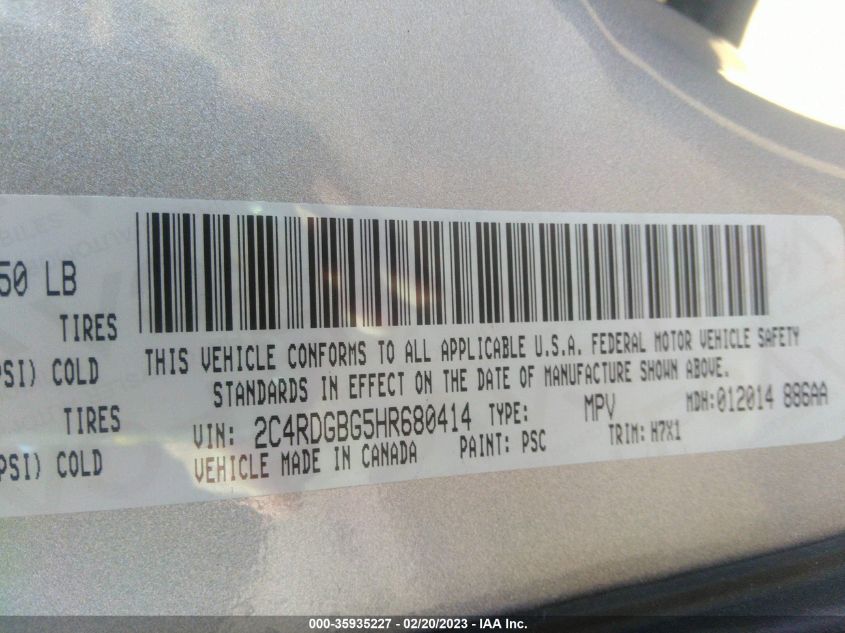 50 LB
TIRES
PSI) COLD
TIRES
PSI) COLD
THIS VEHICLE CONFORMS TO ALL APPLICABLE U.S.A. FEDERAL MOTOR VEHICLE SAFETY
STANDARDS IN EFFECT ON THE DATE OF MANUFACTURE SHOWN ABOVE.
VIN: 2C4RDGBG5HR680414 TYPE: MPV MDH:012014 886AA
VEHICLE MADE IN CANADA PAINT: PSC TRIM: H7X1
000-35935227 - 02/20/2023 - IAA Inc.